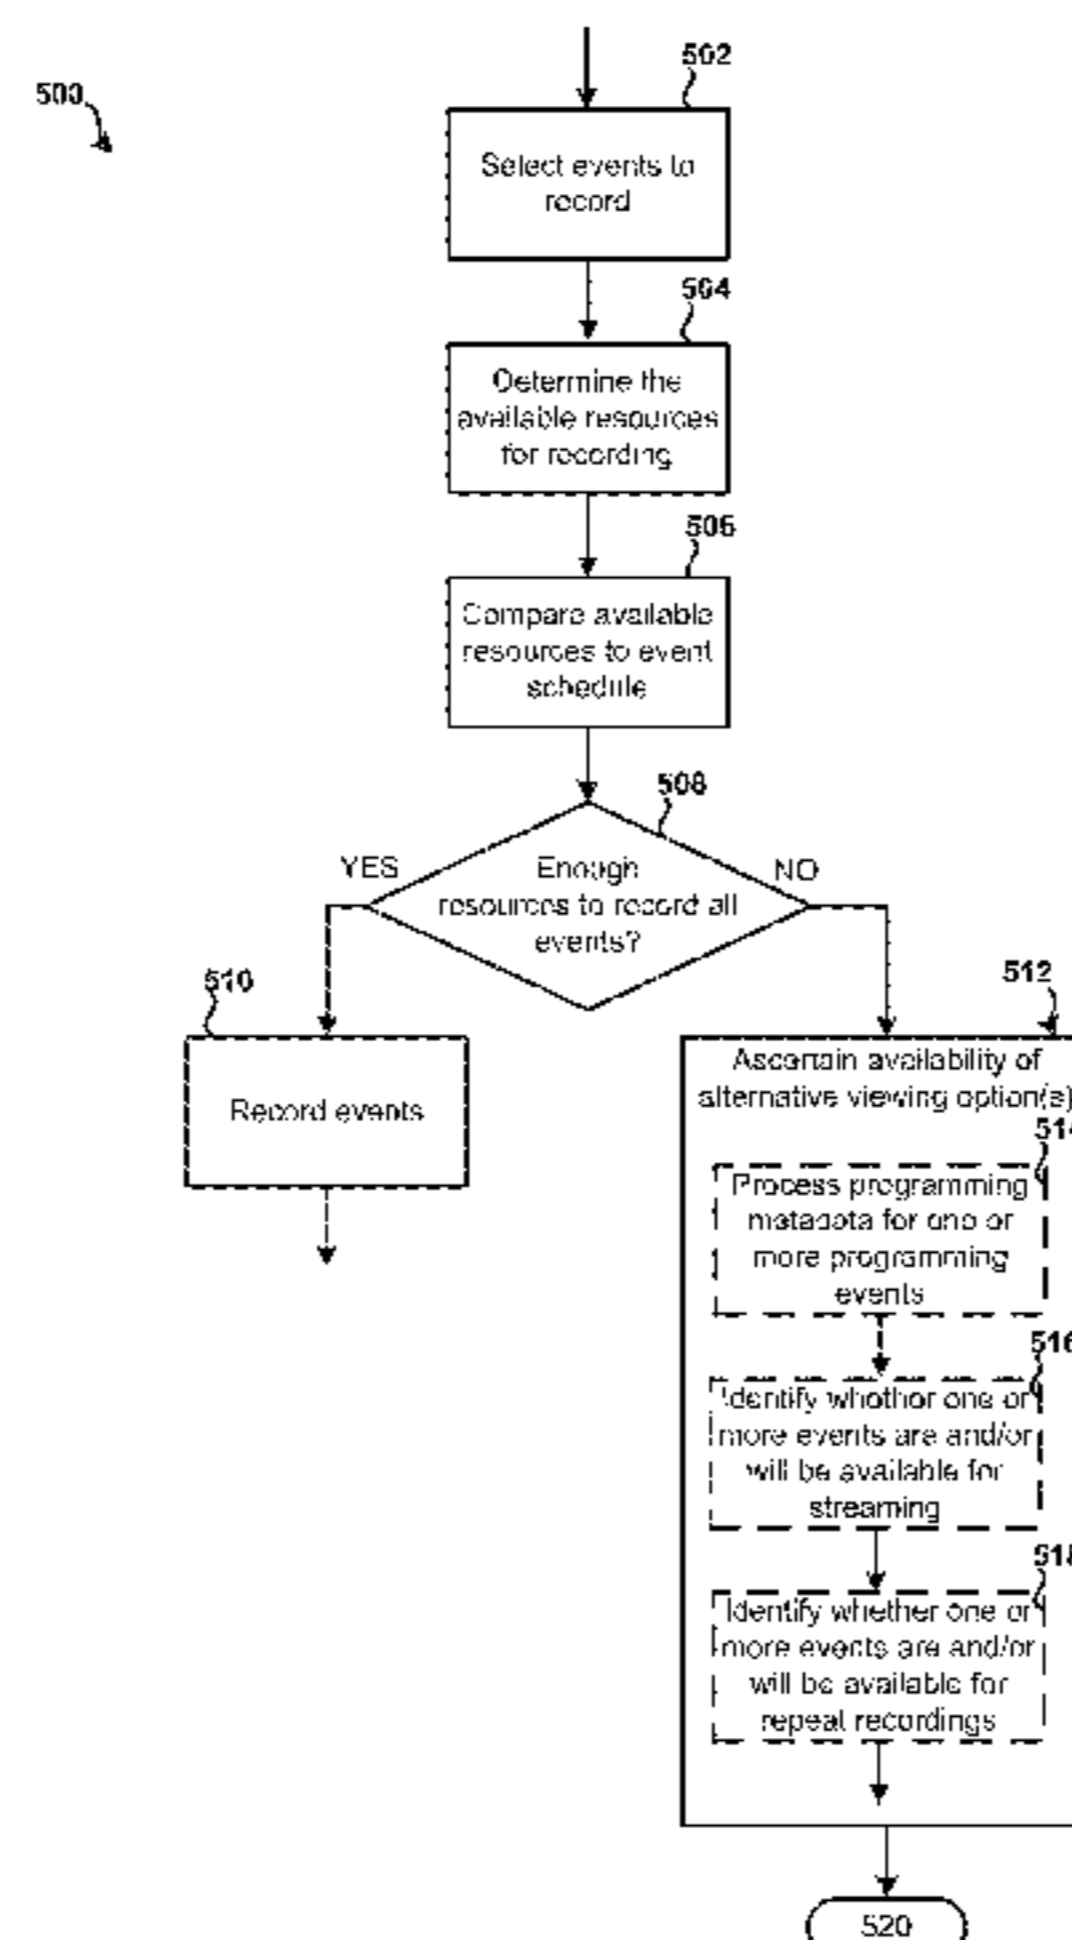 500
502
Select events to
record
504
Determine the
available resources
for recording
506
Compare available
resources to event
schedule
508
YES
Enough
resources to record all
events?
NO
510
Record events
512
Ascertain availability of
alternative viewing option(s)
514
Process programming
metadata for one or
more programming
events
516
Identify whether one or
more events are and/or
will be available for
streaming
518
Identify whether one or
more events are and/or
will be available for
repeat recordings
520